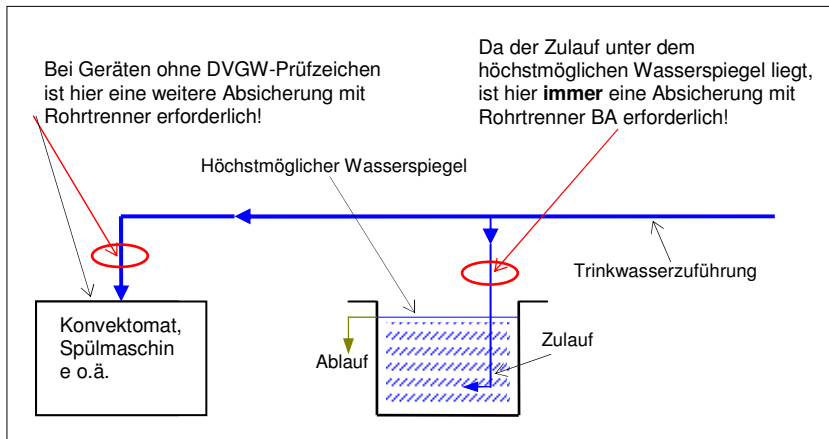 Bei Geräten ohne DVGW-Prüfzeichen
ist hier eine weitere Absicherung mit
Rohrtrenner erforderlich!
Da der Zulauf unter dem
höchstmöglichen Wasserspiegel liegt,
ist hier immer eine Absicherung mit
Rohrtrenner BA erforderlich!
Höchstmöglicher Wasserspiegel
Trinkwasserzuführung
Konvektomat,
Spülmaschin
e o.ä.
Ablauf
Zulauf